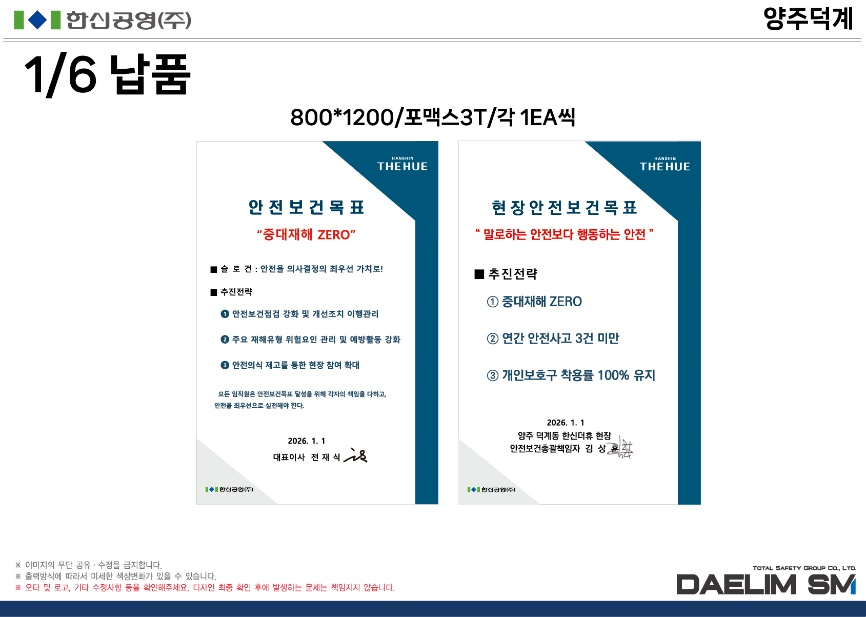 한신공영(주)
양주덕계
1/6 납품
800*1200/포맥스3T/각 1EA씩
HANSHIN
THE HUE
안전보건목표
“중대재해 ZERO”
■ 슬 로 건 : 안전을 의사결정의 최우선 가치로!
■ 추진전략
❶ 안전보건점검 강화 및 개선조치 이행관리
❷ 주요 재해유형 위험요인 관리 및 예방활동 강화
❸ 안전의식 제고를 통한 현장 참여 확대
모든 임직원은 안전보건목표 달성을 위해 각자의 책임을 다하고,
안전을 최우선으로 실천해야 한다.
2026. 1. 1
대표이사 전 재 식
한신공영(주)
HANSHIN
THE HUE
현장안전보건목표
“ 말로하는 안전보다 행동하는 안전 ”
■ 추진전략
① 중대재해 ZERO
② 연간 안전사고 3건 미만
③ 개인보호구 착용률 100% 유지
2026. 1. 1
양주 덕계동 한신더휴 현장
안전보건총괄책임자 김 상
한신공영(주)
※ 이미지의 무단 공유 · 수정을 금지합니다.
※ 출력방식에 따라서 미세한 색상변화가 있을 수 있습니다.
※ 오타 및 로고, 기타 수정사항 등을 확인해주세요. 디자인 최종 확인 후에 발생하는 문제는 책임지지 않습니다.
TOTAL SAFETY GROUP CO., LTD.
DAELIM SM